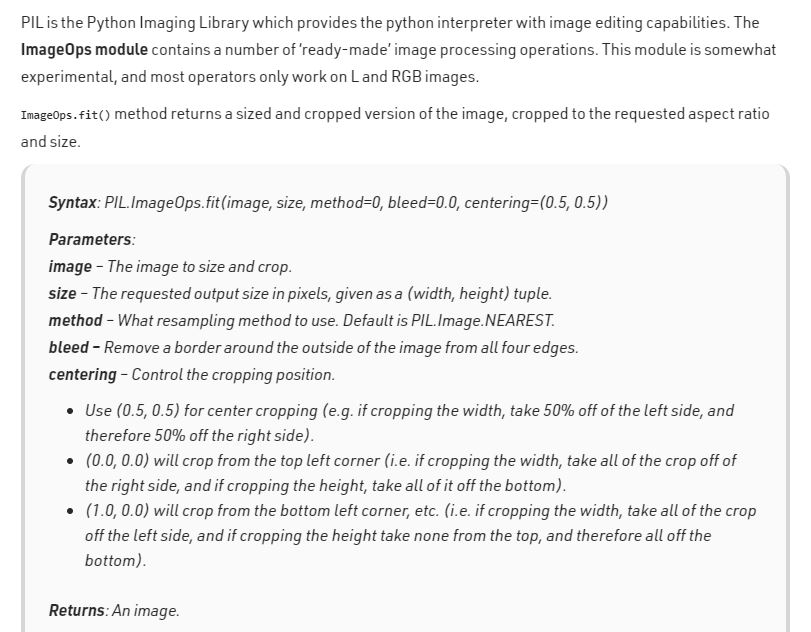 PIL is the Python Imaging Library which provides the python interpreter with image editing capabilities. The
ImageOps module contains a number of 'ready-made' image processing operations. This module is somewhat
experimental, and most operators only work on L and RGB images.
ImageOps.fit() method returns a sized and cropped version of the image, cropped to the requested aspect ratio
and size.
Syntax: PIL.ImageOps.fit(image, size, method=0, bleed=0.0, centering=(0.5, 0.5))
Parameters:
image – The image to size and crop.
size – The requested output size in pixels, given as a (width, height) tuple.
method – What resampling method to use. Default is PIL.Image.NEAREST.
bleed – Remove a border around the outside of the image from all four edges.
centering – Control the cropping position.
• Use (0.5, 0.5) for center cropping (e.g. if cropping the width, take 50% off of the left side, and
therefore 50% off the right side).
• (0.0, 0.0) will crop from the top left corner (i.e. if cropping the width, take all of the crop off of
the right side, and if cropping the height, take all of it off the bottom).
• (1.0, 0.0) will crop from the bottom left corner, etc. (i.e. if cropping the width, take all of the crop
off the left side, and if cropping the height take none from the top, and therefore all off the
bottom).
Returns: An image.